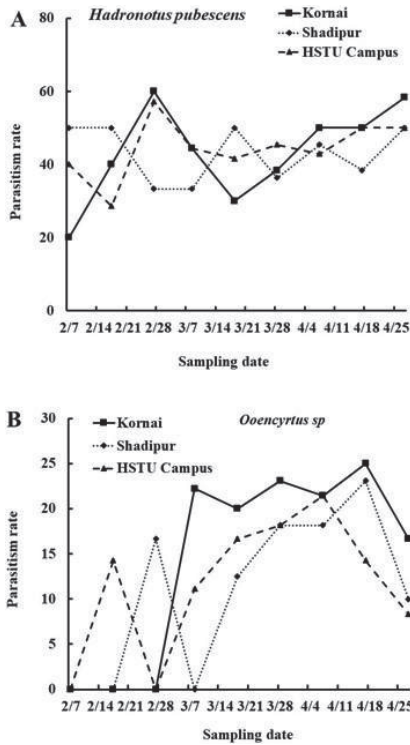 A
Hadronotus pubescens
Kornai
Shadipur
HSTU Campus
80
60
40
20
0
Parasitism rate
2/7 2/14 2/21 2/28 3/7 3/14 3/21 3/28 4/4 4/11 4/18 4/25
Sampling date
B
Ooencyrtus sp
Kornai
Shadipur
HSTU Campus
30
25
20
15
10
5
0
Parasitism rate
2/7 2/14 2/21 2/28 3/7 3/14 3/21 3/28 4/4 4/11 4/18 4/25
Sampling date